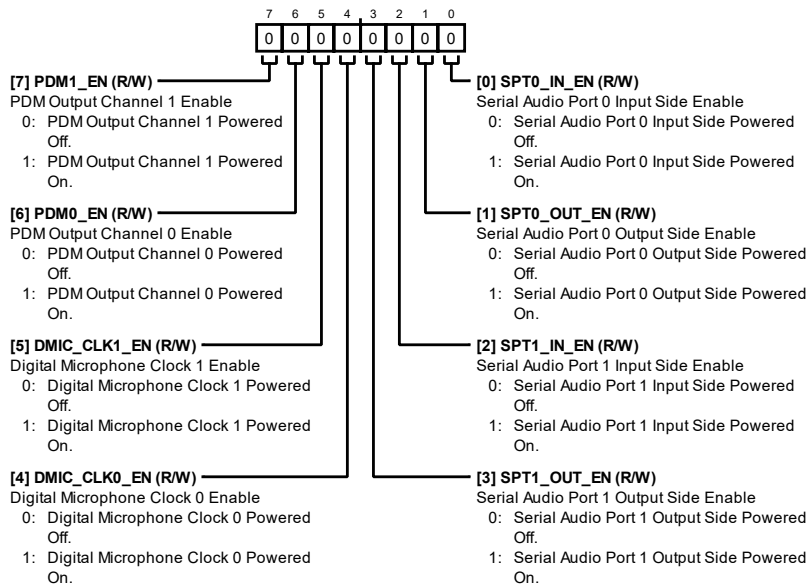 7 6 5 4 3 2 1 0
0 0 0 0 0 0 0 0
[7] PDM1_EN (R/W)
PDM Output Channel 1 Enable
0: PDM Output Channel 1 Powered
Off.
1: PDM Output Channel 1 Powered
On.
[6] PDM0_EN (R/W)
PDM Output Channel 0 Enable
0: PDM Output Channel 0 Powered
Off.
1: PDM Output Channel 0 Powered
On.
[5] DMIC_CLK1_EN (R/W)
Digital Microphone Clock 1 Enable
0: Digital Microphone Clock 1 Powered
Off.
1: Digital Microphone Clock 1 Powered
On.
[4] DMIC_CLK0_EN (R/W)
Digital Microphone Clock 0 Enable
0: Digital Microphone Clock 0 Powered
Off.
1: Digital Microphone Clock 0 Powered
On.
[0] SPT0_IN_EN (R/W)
Serial Audio Port 0 Input Side Enable
0: Serial Audio Port 0 Input Side Powered
Off.
1: Serial Audio Port 0 Input Side Powered
On.
[1] SPT0_OUT_EN (R/W)
Serial Audio Port 0 Output Side Enable
0: Serial Audio Port 0 Output Side Powered
Off.
1: Serial Audio Port 0 Output Side Powered
On.
[2] SPT1_IN_EN (R/W)
Serial Audio Port 1 Input Side Enable
0: Serial Audio Port 1 Input Side Powered
Off.
1: Serial Audio Port 1 Input Side Powered
On.
[3] SPT1_OUT_EN (R/W)
Serial Audio Port 1 Output Side Enable
0: Serial Audio Port 1 Output Side Powered
Off.
1: Serial Audio Port 1 Output Side Powered
On.